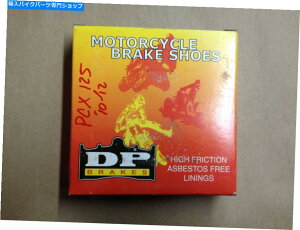 輸入バイクパーツ専門ショップ
MOTORCYCLE
BRAKE SHOES
PCX 125
10-12
DP
BRAKES
HIGH FRICTION
ASBESTOS FREE
LININGS